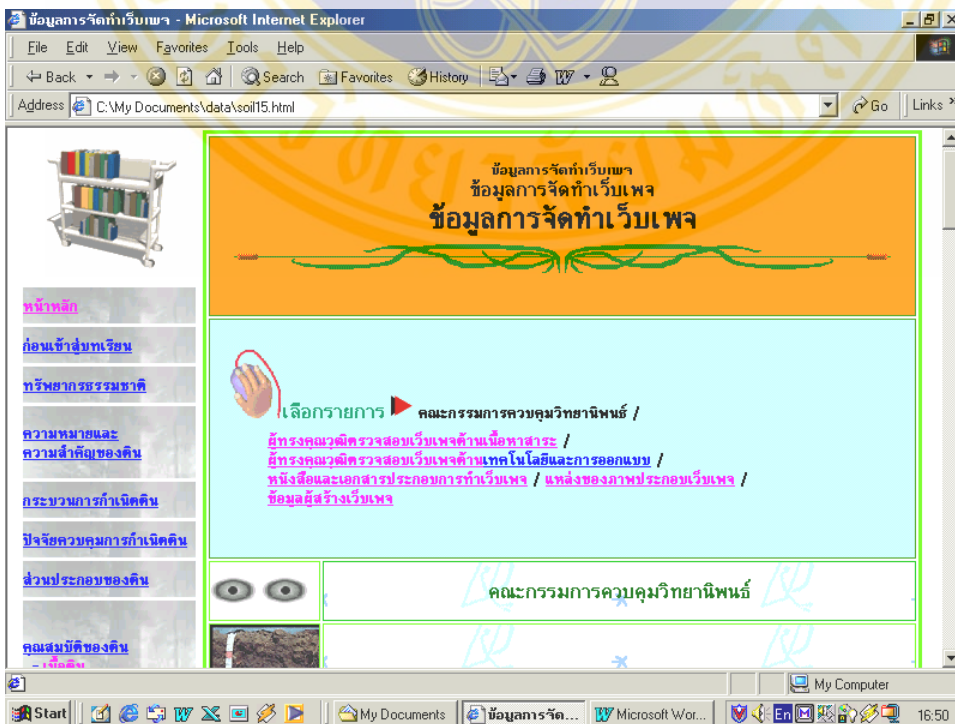 ข้อมูลการจัดทำเว็บเพจ - Microsoft Internet Explorer
File Edit View Favorites Tools Help
Back Search Favorites History
Address C:\My Documents\data\soil15.html Go Links »
ข้อมูลการจัดทำเว็บเพจ
ข้อมูลการจัดทำเว็บเพจ
ข้อมูลการจัดทำเว็บเพจ
หน้าหลัก
ก่อนเข้าสู่บทเรียน
ทรัพยากรธรรมชาติ
ความหมายและ
ความสำคัญของดิน
กระบวนการกำเนิดดิน
ปัจจัยควบคุมการกำเนิดดิน
ส่วนประกอบของดิน
คุณสมบัติของดิน
- เนื้อดิน
เลือกรายการ คณะกรรมการควบคุมวิทยานิพนธ์ /
ผู้ทรงคุณวุฒิตรวจสอบเว็บเพจด้านเนื้อหาสาระ /
ผู้ทรงคุณวุฒิตรวจสอบเว็บเพจด้านเทคโนโลยีและการออกแบบ /
หนังสือและเอกสารประกอบการทำเว็บเพจ / แหล่งของภาพประกอบเว็บเพจ /
ข้อมูลผู้สร้างเว็บเพจ
คณะกรรมการควบคุมวิทยานิพนธ์
My Computer
Start My Documents ข้อมูลการจัด... Microsoft Wor... En 16:50